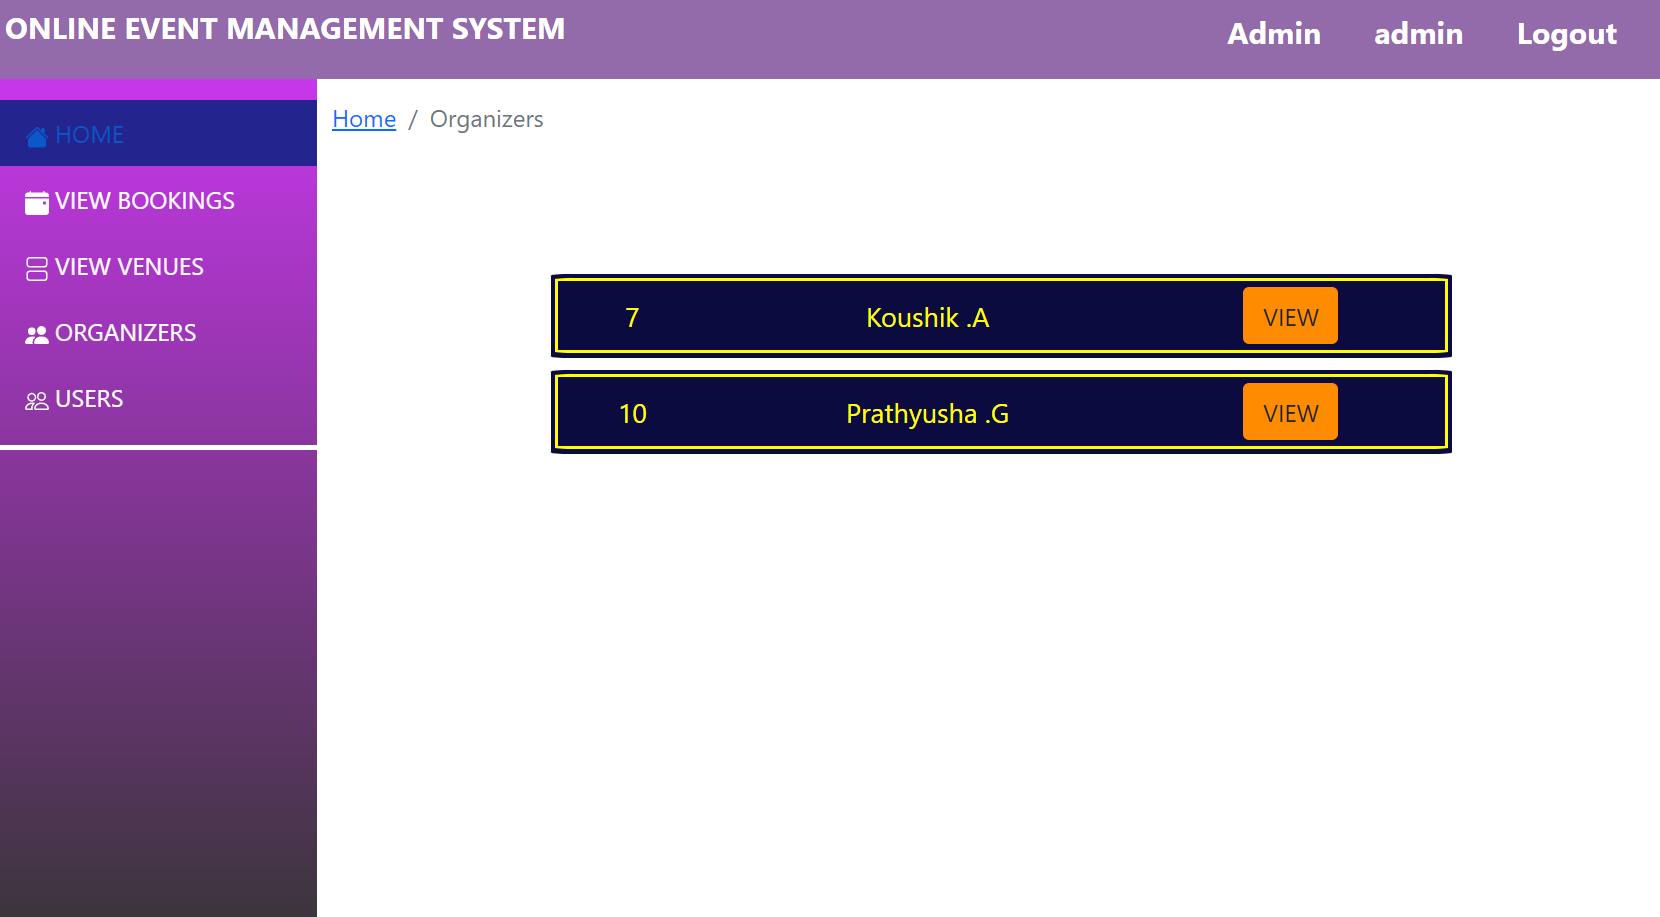 ONLINE EVENT MANAGEMENT SYSTEM
Admin admin Logout
HOME
VIEW BOOKINGS
VIEW VENUES
ORGANIZERS
USERS
Home / Organizers
7 Koushik .A VIEW
10 Prathyusha .G VIEW